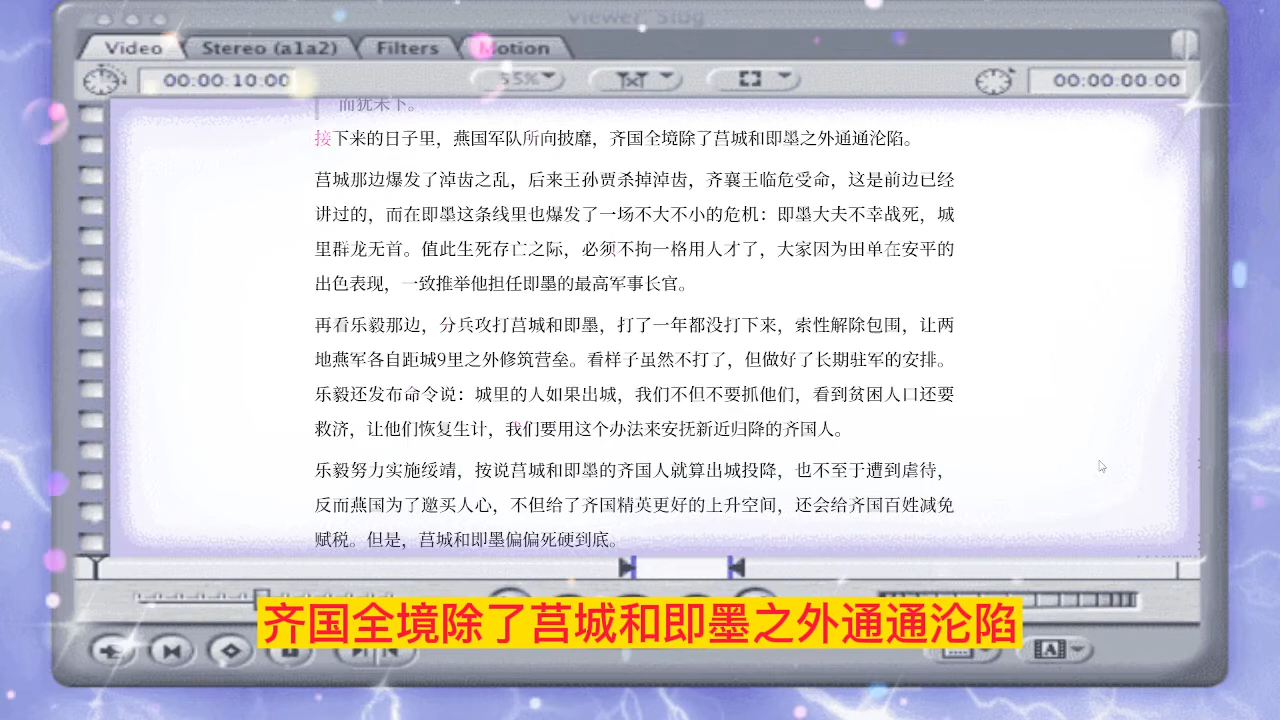 Viewer: Slug
Video
Stereo (a1a2)
Filters
Motion
00:00:10.00
55%
00:00:00.00
而犹未下。
接下来的日子里，燕国军队所向披靡，齐国全境除了莒城和即墨之外通通沦陷。
莒城那边爆发了淖齿之乱，后来王孙贾杀掉淖齿，齐襄王临危受命，这是前边已经
讲过的，而在即墨这条线里也爆发了一场不大不小的危机：即墨大夫不幸战死，城
里群龙无首。值此生死存亡之际，必须不拘一格用人才了，大家因为田单在安平的
出色表现，一致推举他担任即墨的最高军事长官。
再看乐毅那边，分兵攻打莒城和即墨，打了一年都没打下来，索性解除包围，让两
地燕军各自距城9里之外修筑营垒。看样子虽然不打了，但做好了长期驻军的安排。
乐毅还发布命令说：城里的人如果出城，我们不但不要抓他们，看到贫困人口还要
救济，让他们恢复生计，我们要用这个办法来安抚新近归降的齐国人。
乐毅努力实施绥靖，按说莒城和即墨的齐国人就算出城投降，也不至于遭到虐待，
反而燕国为了邀买人心，不但给了齐国精英更好的上升空间，还会给齐国百姓减免
赋税。但是，莒城和即墨偏偏死硬到底。
齐国全境除了莒城和即墨之外通通沦陷
A